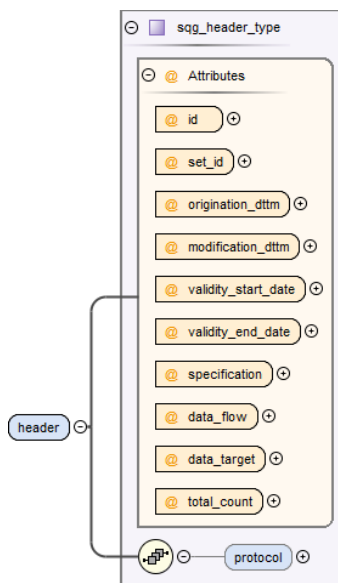 sqg_header_type
@ Attributes
@ id
@ set_id
@ origination_dttm
@ modification_dttm
@ validity_start_date
@ validity_end_date
@ specification
@ data_flow
@ data_target
@ total_count
header
protocol